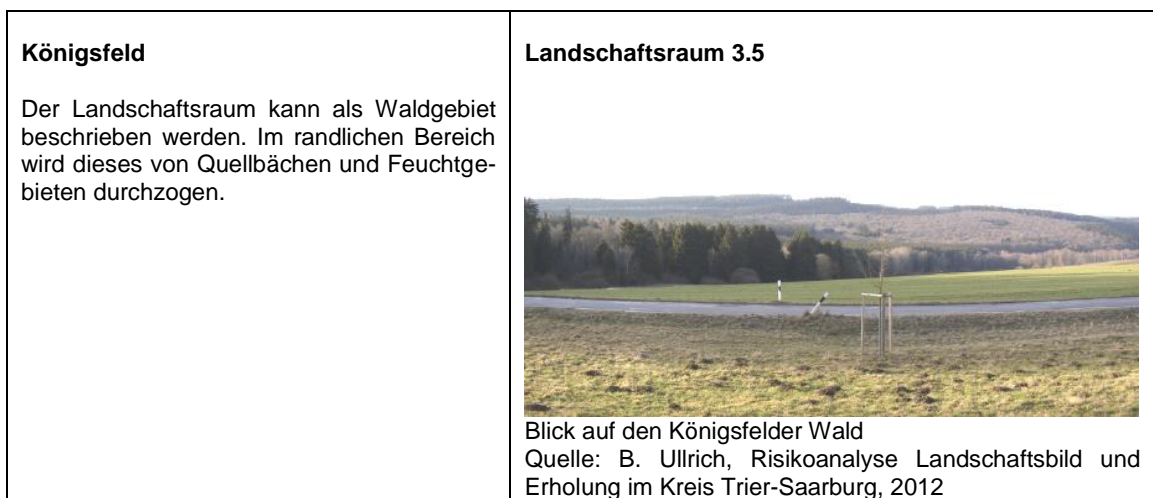 Königsfeld
Der Landschaftsraum kann als Waldgebiet
beschrieben werden. Im randlichen Bereich
wird dieses von Quellbächen und Feuchtge-
bieten durchzogen.
Landschaftsraum 3.5
Blick auf den Königsfelder Wald
Quelle: B. Ullrich, Risikoanalyse Landschaftsbild und
Erholung im Kreis Trier-Saarburg, 2012